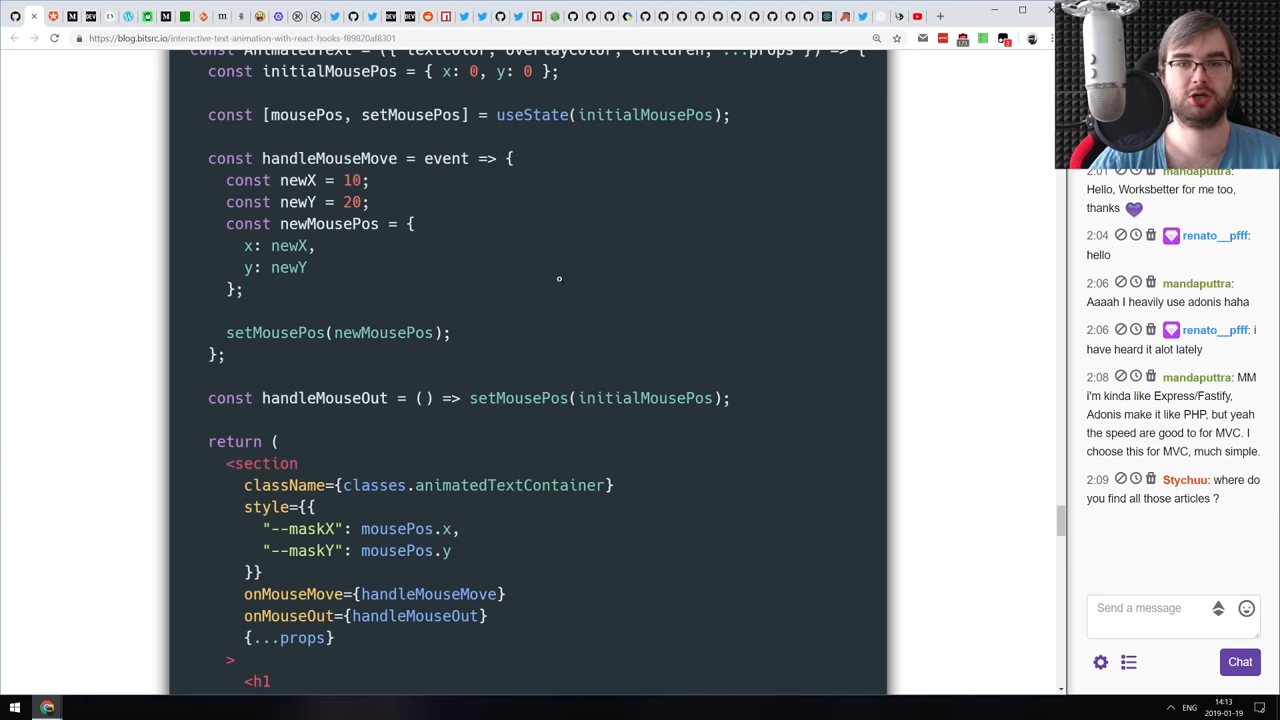 https://blog.bitsrc.io/interactive-text-animation-with-react-hooks-f89820af8301
const AnimatedText = ({ textColor, overlayColor, children, ...props }) => {
const initialMousePos = { x: 0, y: 0 };
const [mousePos, setMousePos] = useState(initialMousePos);
const handleMouseMove = event => {
const newX = 10;
const newY = 20;
const newMousePos = {
x: newX,
y: newY
};
setMousePos(newMousePos);
};
const handleMouseOut = () => setMousePos(initialMousePos);
return (
<section
className={classes.animatedTextContainer}
style={{
"--maskX": mousePos.x,
"--maskY": mousePos.y
}}
onMouseMove={handleMouseMove}
onMouseOut={handleMouseOut}
{...props}
>
<h1
2:01 mandaputtra:
Hello, Worksbetter for me too,
thanks
2:04 renato__pfff:
hello
2:06 mandaputtra:
Aaaah I heavily use adonis haha
2:06 renato__pfff: i
have heard it alot lately
2:08 mandaputtra: MM
i'm kinda like Express/Fastify,
Adonis make it like PHP, but yeah
the speed are good to for MVC. I
choose this for MVC, much simple.
2:09 Stychuu: where do
you find all those articles ?
Send a message
Chat
ENG
14:13
2019-01-19